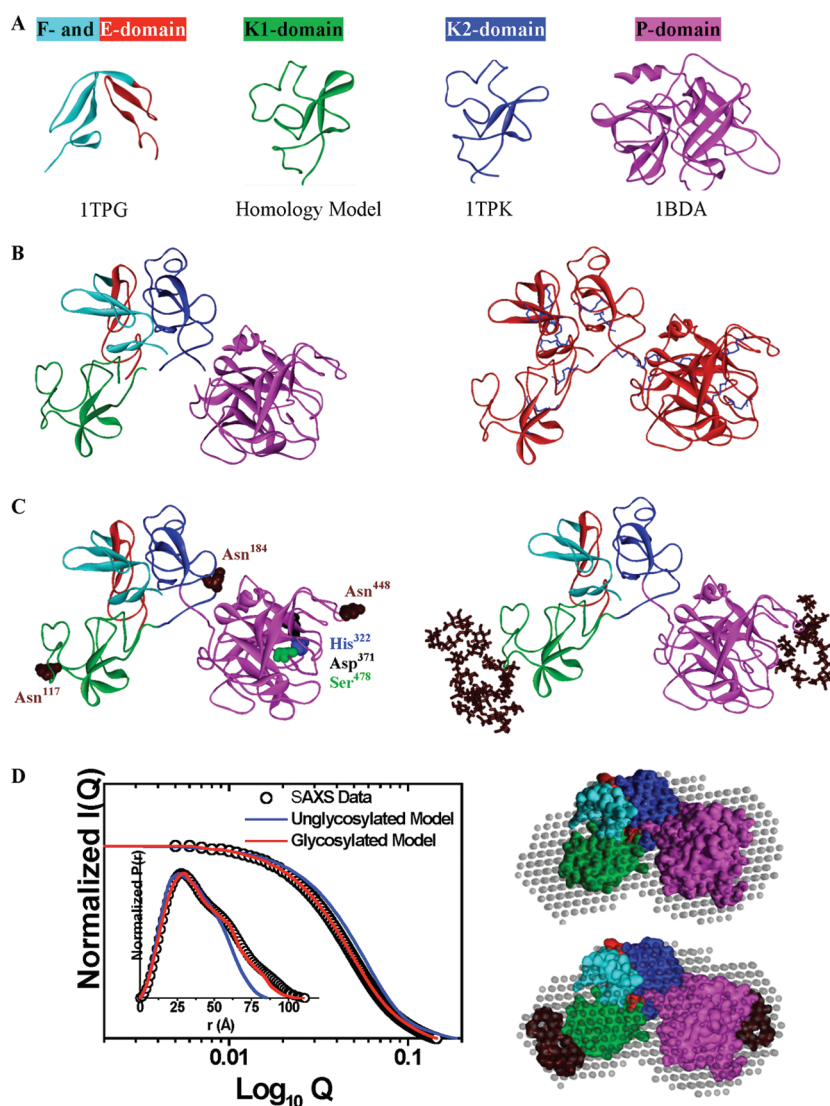 A
F- and E-domain K1-domain K2-domain P-domain
1TPG Homology Model 1TPK 1BDA
B
C
Asn¹⁸⁴
Asn⁴⁴⁸
His³²²
Asp³⁷¹
Ser⁴⁷⁸
Asn¹¹⁷
D
Normalized I(Q)
SAXS Data
Unglycosylated Model
Glycosylated Model
Normalized P(r)
0 25 50 75 100
r (Å)
0.01 0.1
Log₁₀ Q